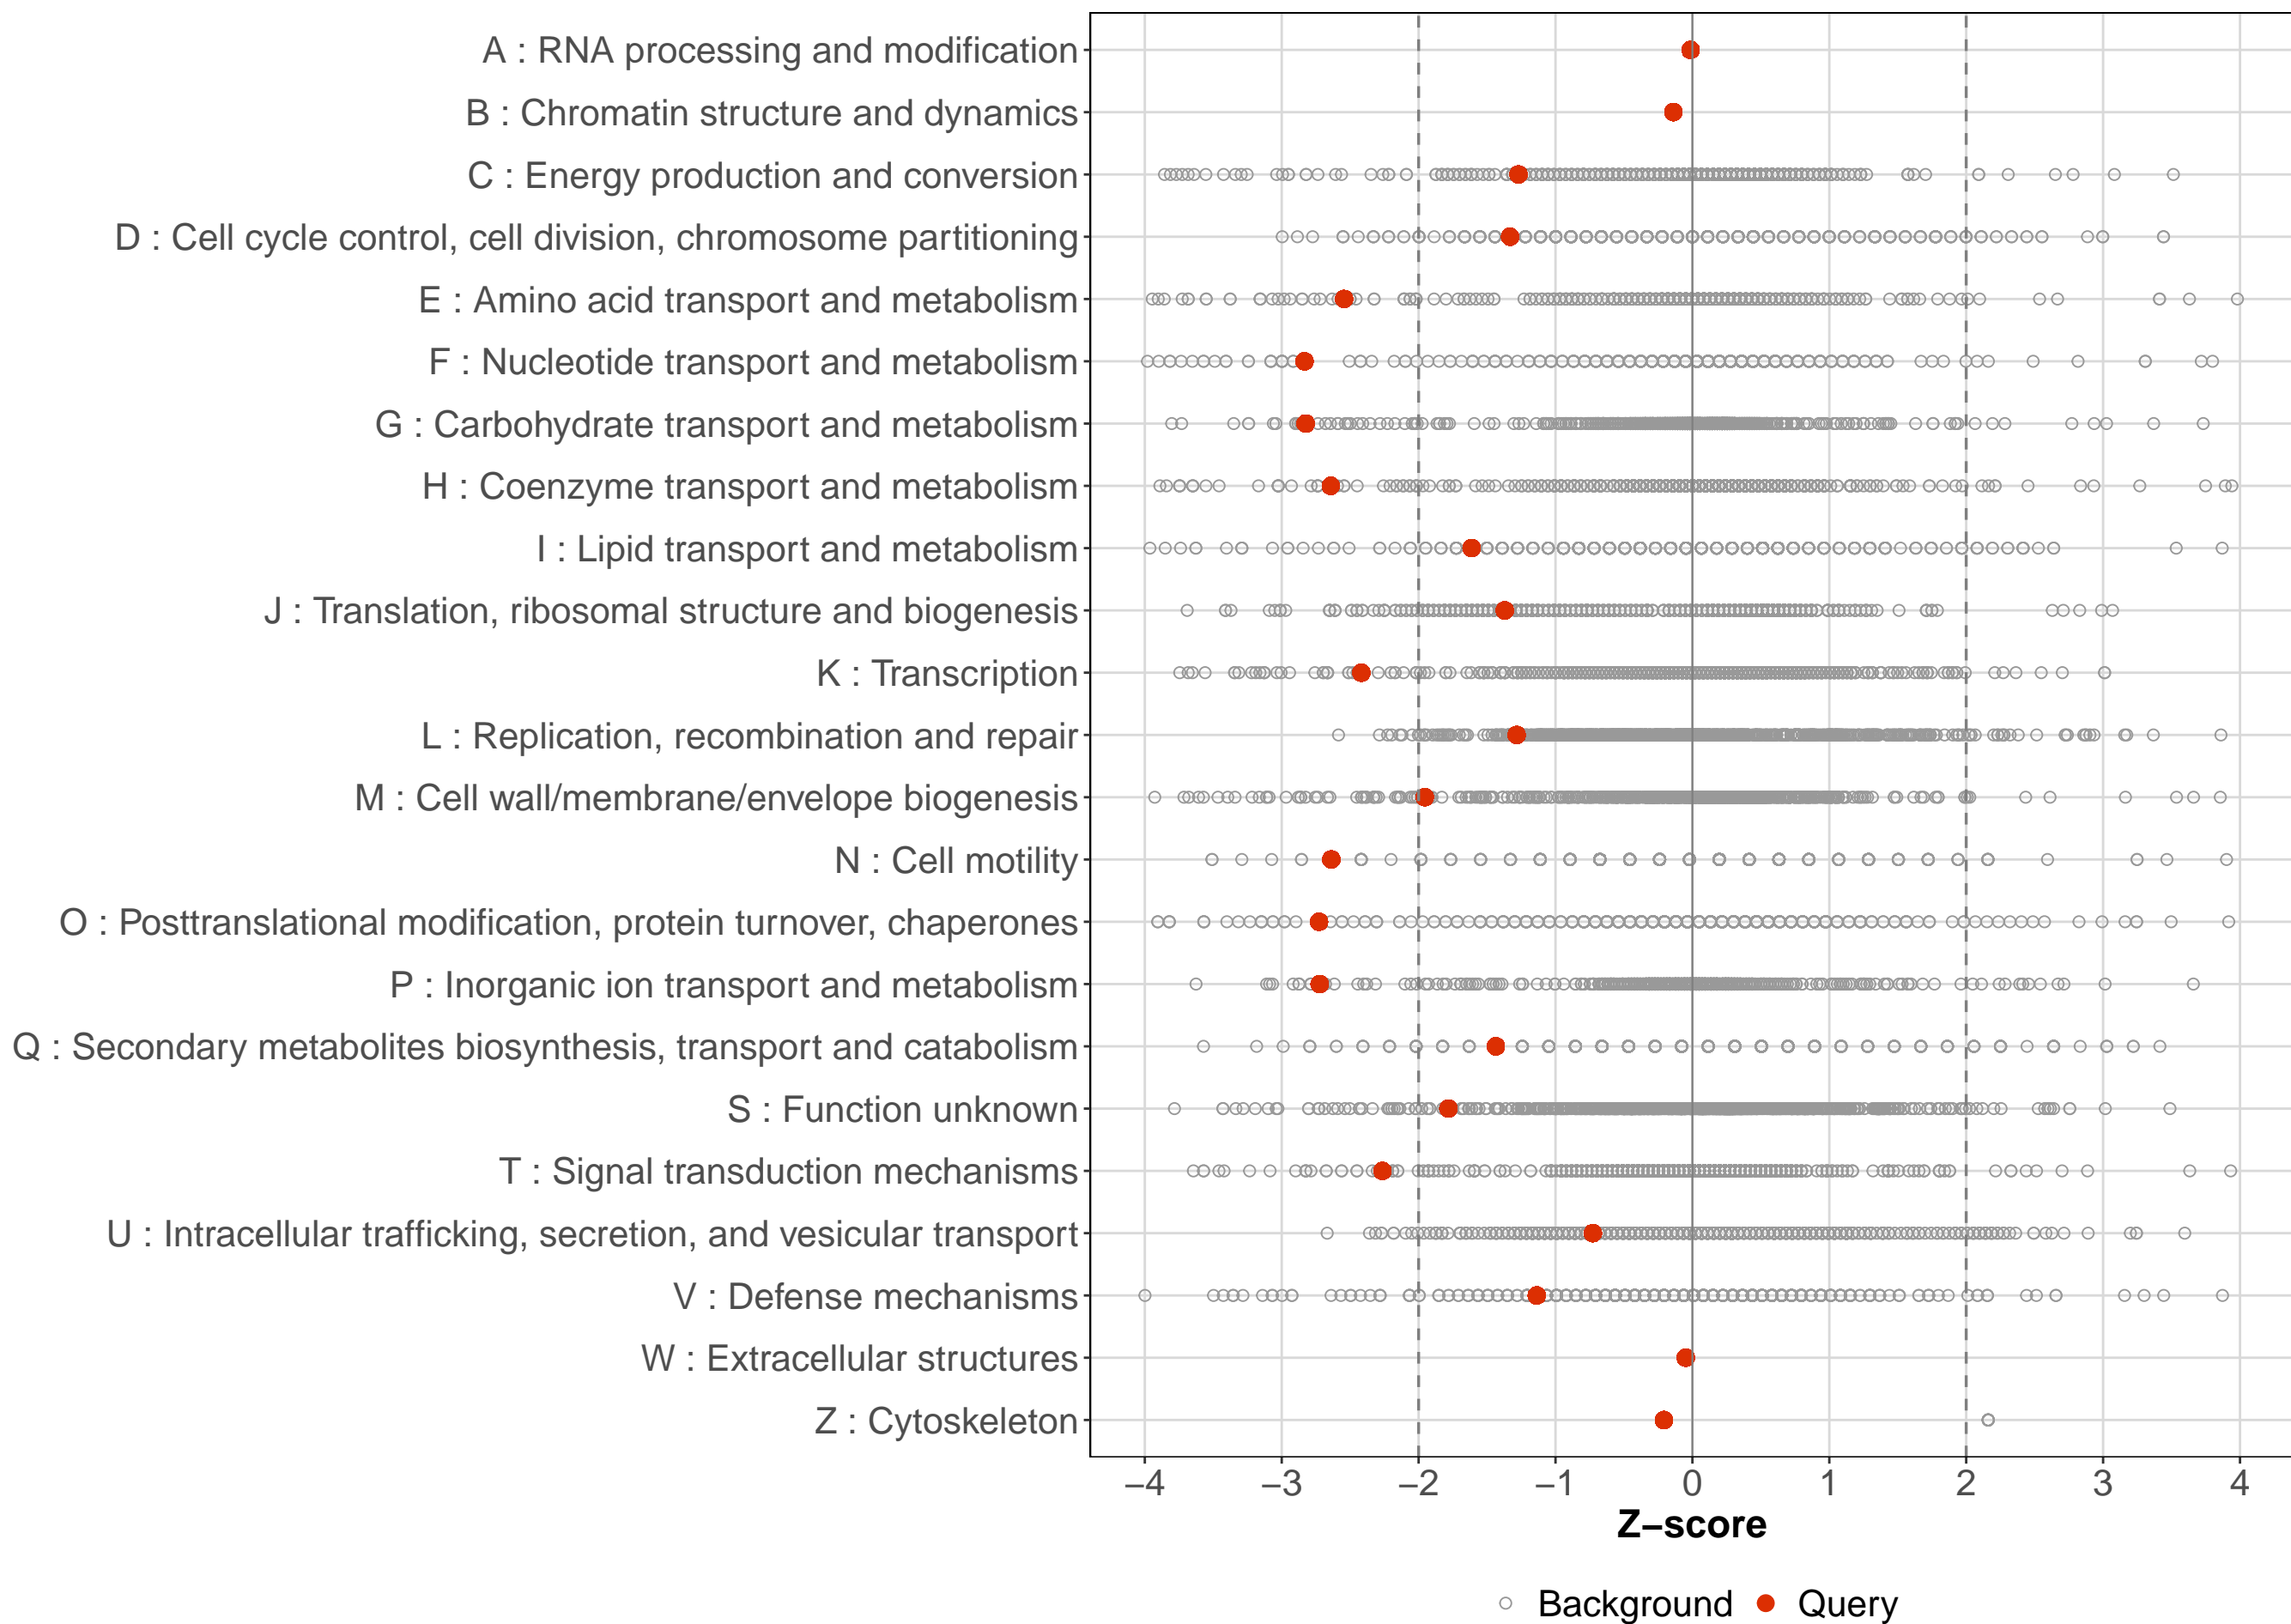 A : RNA processing and modification
B : Chromatin structure and dynamics
C : Energy production and conversion
D : Cell cycle control, cell division, chromosome partitioning
E : Amino acid transport and metabolism
F : Nucleotide transport and metabolism
G : Carbohydrate transport and metabolism
H : Coenzyme transport and metabolism
I : Lipid transport and metabolism
J : Translation, ribosomal structure and biogenesis
K : Transcription
L : Replication, recombination and repair
M : Cell wall/membrane/envelope biogenesis
N : Cell motility
O : Posttranslational modification, protein turnover, chaperones
P : Inorganic ion transport and metabolism
Q : Secondary metabolites biosynthesis, transport and catabolism
S : Function unknown
T : Signal transduction mechanisms
U : Intracellular trafficking, secretion, and vesicular transport
V : Defense mechanisms
W : Extracellular structures
Z : Cytoskeleton
−4 −3 −2 −1 0 1 2 3 4
Z−score
Background Query